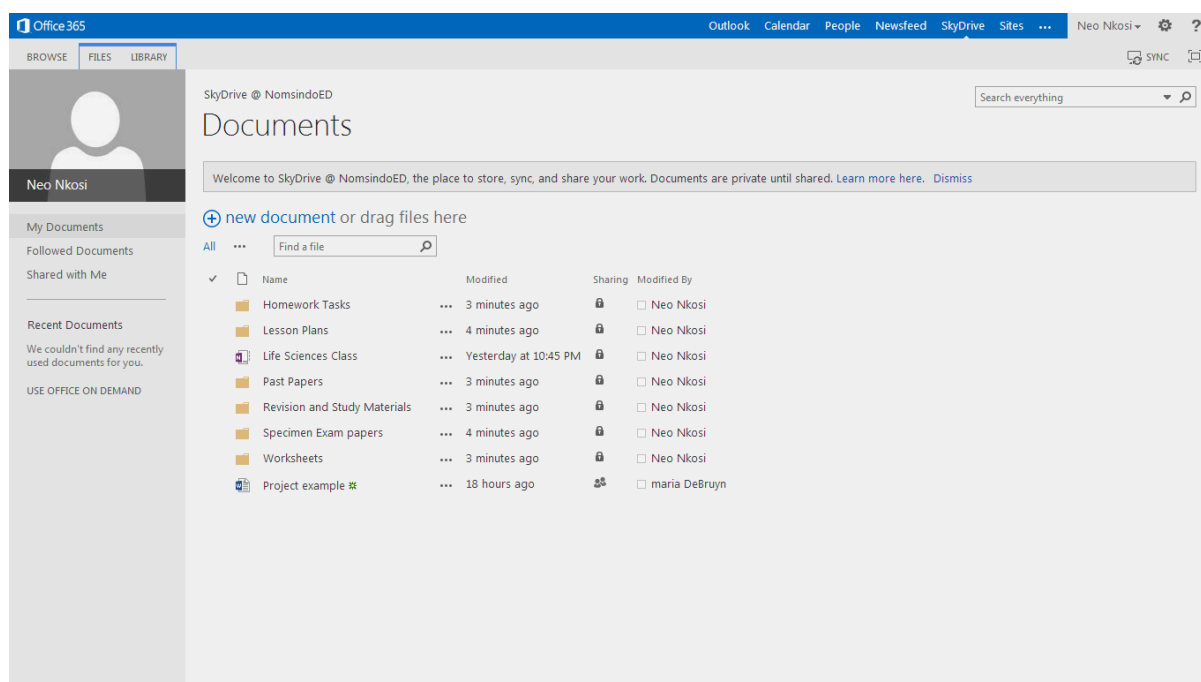 Office 365 Outlook Calendar People Newsfeed SkyDrive Sites ••• Neo Nkosi ?
BROWSE FILES LIBRARY SYNC
SkyDrive @ NomsindoED
Search everything
Documents
Neo Nkosi
Welcome to SkyDrive @ NomsindoED, the place to store, sync, and share your work. Documents are private until shared. Learn more here. Dismiss
My Documents
Followed Documents
Shared with Me
Recent Documents
We couldn't find any recently
used documents for you.
USE OFFICE ON DEMAND
new document or drag files here
All ••• Find a file
Name Modified Sharing Modified By
Homework Tasks ••• 3 minutes ago Neo Nkosi
Lesson Plans ••• 4 minutes ago Neo Nkosi
Life Sciences Class ••• Yesterday at 10:45 PM Neo Nkosi
Past Papers ••• 3 minutes ago Neo Nkosi
Revision and Study Materials ••• 3 minutes ago Neo Nkosi
Specimen Exam papers ••• 4 minutes ago Neo Nkosi
Worksheets ••• 3 minutes ago Neo Nkosi
Project example ••• 18 hours ago maria DeBruyn